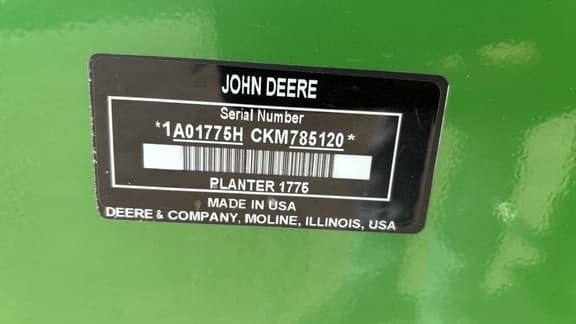 JOHN DEERE
Serial Number
*1A01775H CKM785120*
PLANTER 1775
MADE IN USA
DEERE & COMPANY, MOLINE, ILLINOIS, USA